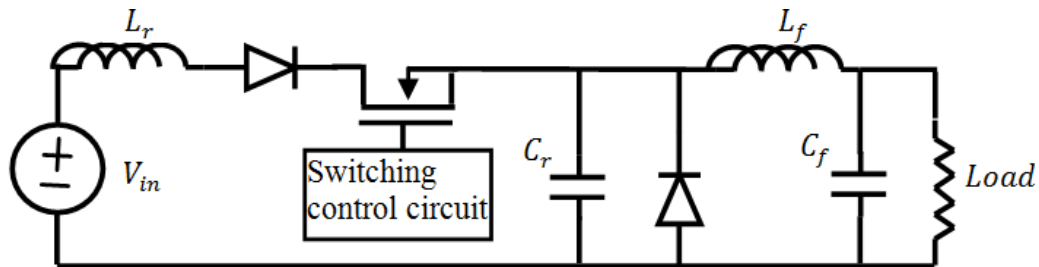 L_r
L_f
V_in
Switching
control circuit
C_r
C_f
Load